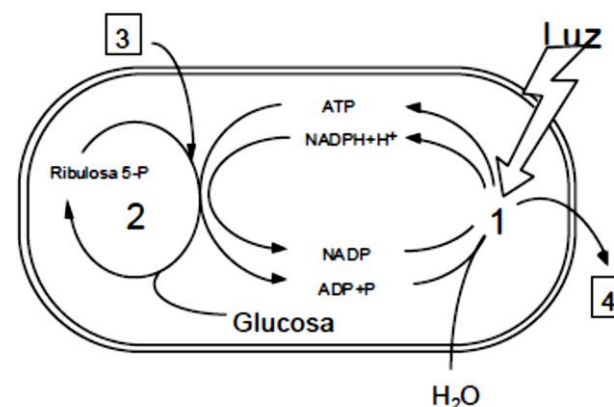 3
Luz
ATP
NADPH+H⁺
Ribulosa 5-P
2
1
NADP
ADP+P
4
Glucosa
H₂O